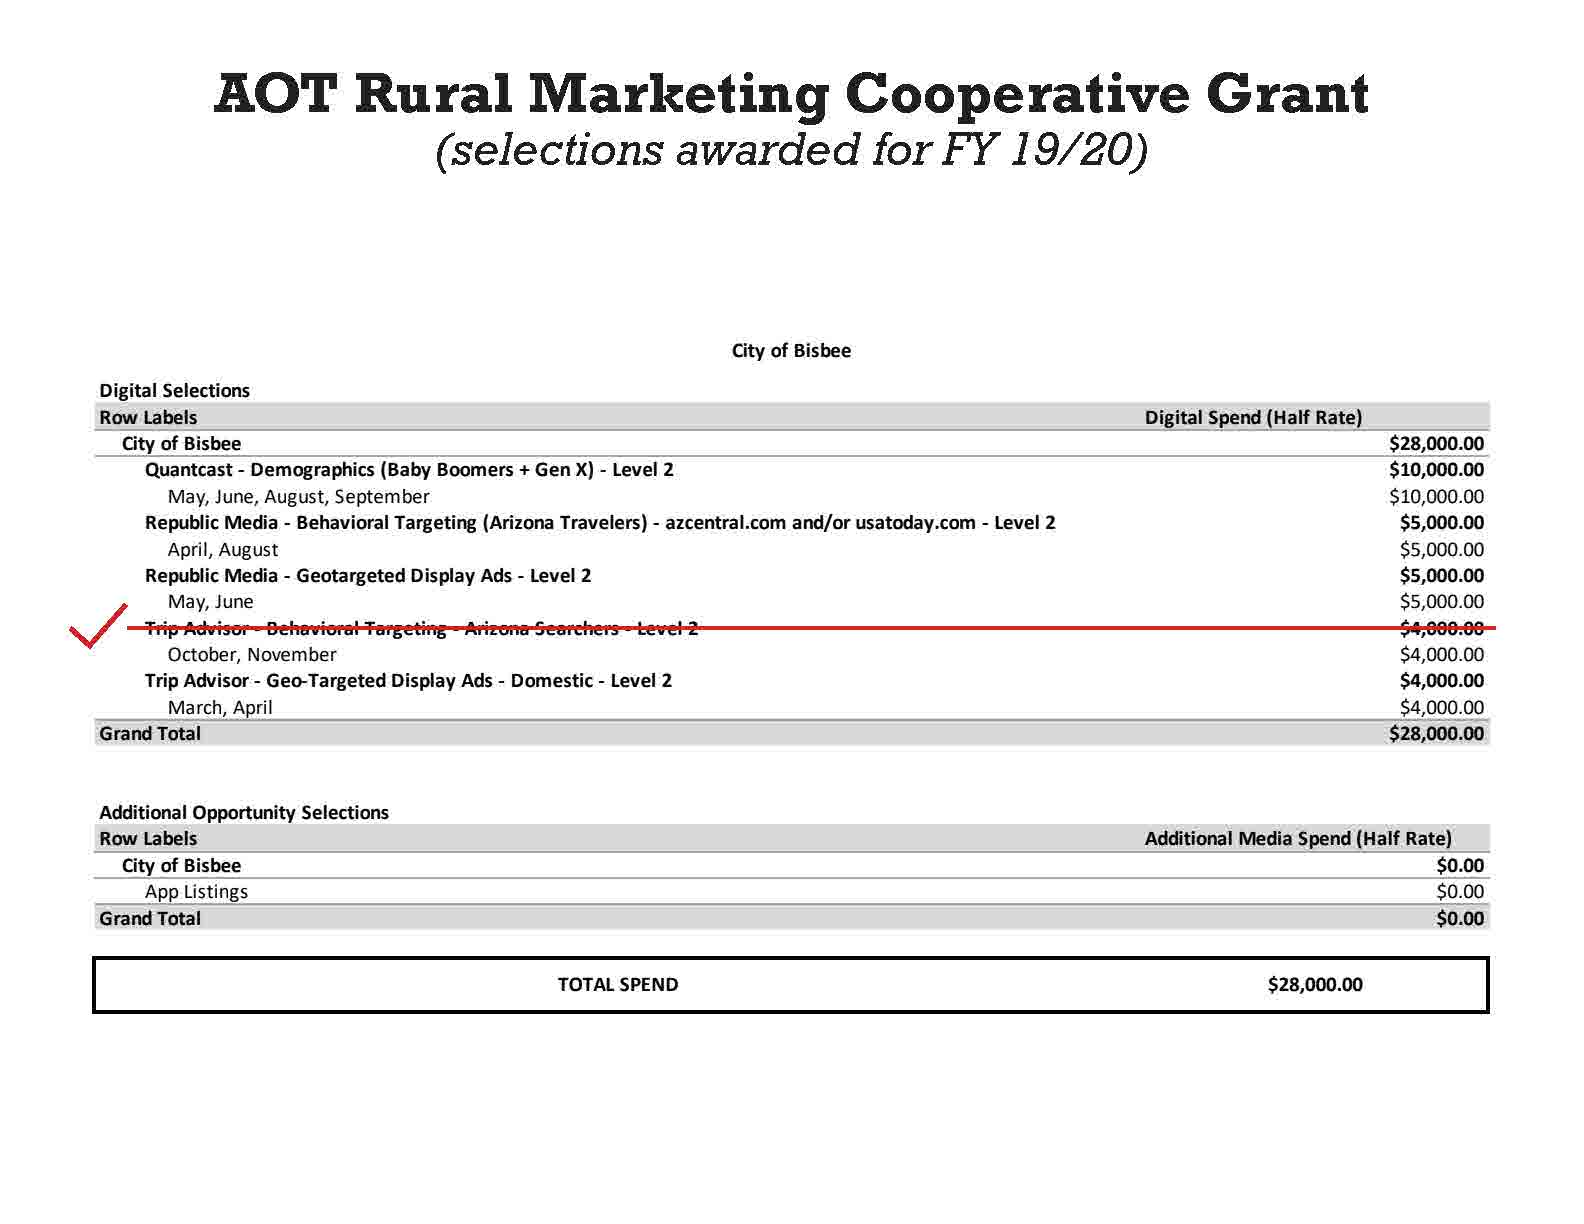 AOT Rural Marketing Cooperative Grant
(selections awarded for FY 19/20)
City of Bisbee
Digital Selections
Row Labels Digital Spend (Half Rate)
City of Bisbee $28,000.00
Quantcast - Demographics (Baby Boomers + Gen X) - Level 2 $10,000.00
May, June, August, September $10,000.00
Republic Media - Behavioral Targeting (Arizona Travelers) - azcentral.com and/or usatoday.com - Level 2 $5,000.00
April, August $5,000.00
Republic Media - Geotargeted Display Ads - Level 2 $5,000.00
May, June $5,000.00
Trip Advisor - Behavioral Targeting - Arizona Searchers - Level 2 $4,000.00
October, November $4,000.00
Trip Advisor - Geo-Targeted Display Ads - Domestic - Level 2 $4,000.00
March, April $4,000.00
Grand Total $28,000.00
Additional Opportunity Selections
Row Labels Additional Media Spend (Half Rate)
City of Bisbee $0.00
App Listings $0.00
Grand Total $0.00
TOTAL SPEND $28,000.00